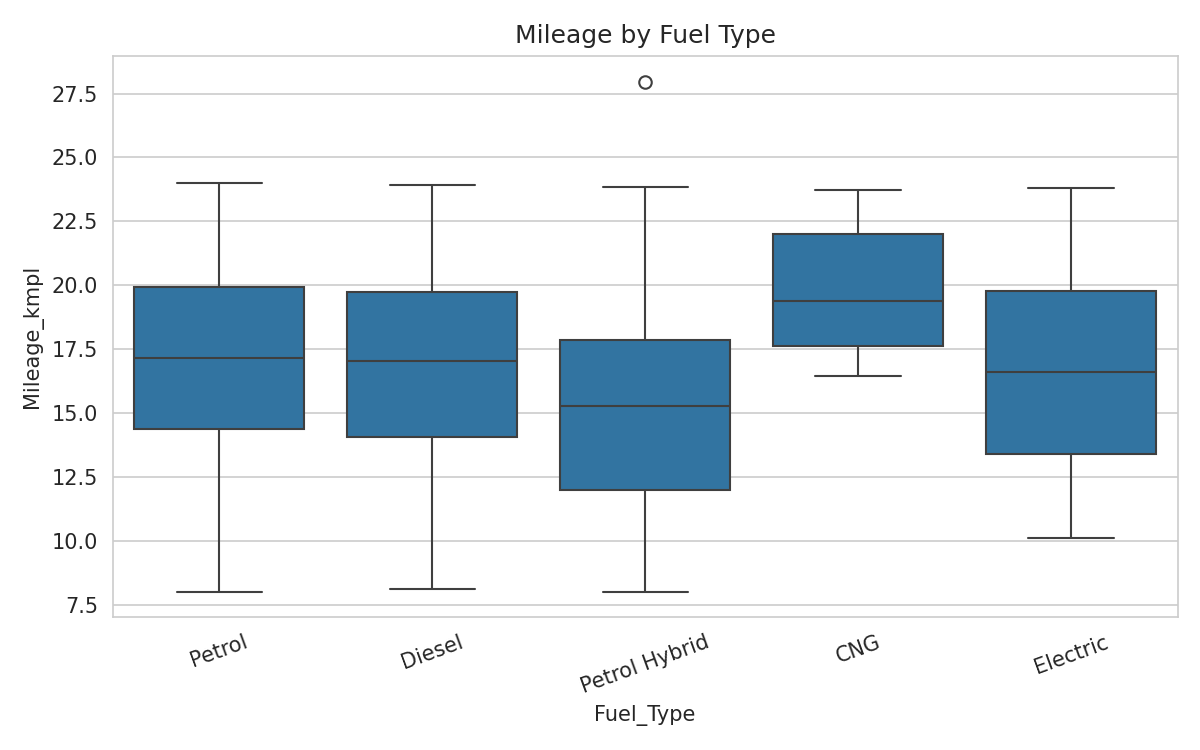 Mileage by Fuel Type
Mileage_kmpl
27.5
25.0
22.5
20.0
17.5
15.0
12.5
10.0
7.5
Petrol
Diesel
Petrol Hybrid
CNG
Electric
Fuel_Type